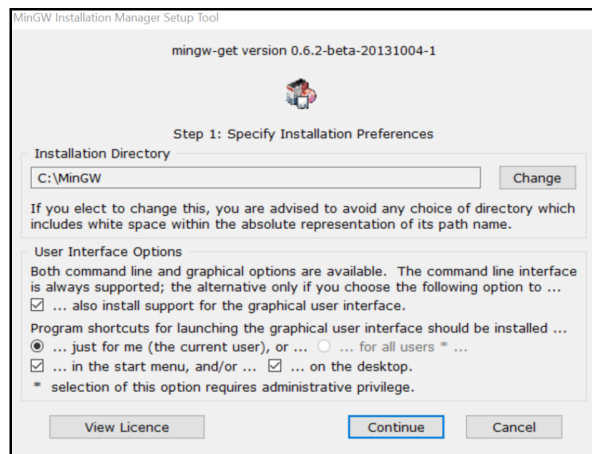 MinGW Installation Manager Setup Tool
mingw-get version 0.6.2-beta-20131004-1
Step 1: Specify Installation Preferences
Installation Directory
C:\MinGW
Change
If you elect to change this, you are advised to avoid any choice of directory which
includes white space within the absolute representation of its path name.
User Interface Options
Both command line and graphical options are available. The command line interface
is always supported; the alternative only if you choose the following option to ...
... also install support for the graphical user interface.
Program shortcuts for launching the graphical user interface should be installed ...
... just for me (the current user), or ... ... for all users * ...
... in the start menu, and/or ... ... on the desktop.
* selection of this option requires administrative privilege.
View Licence Continue Cancel